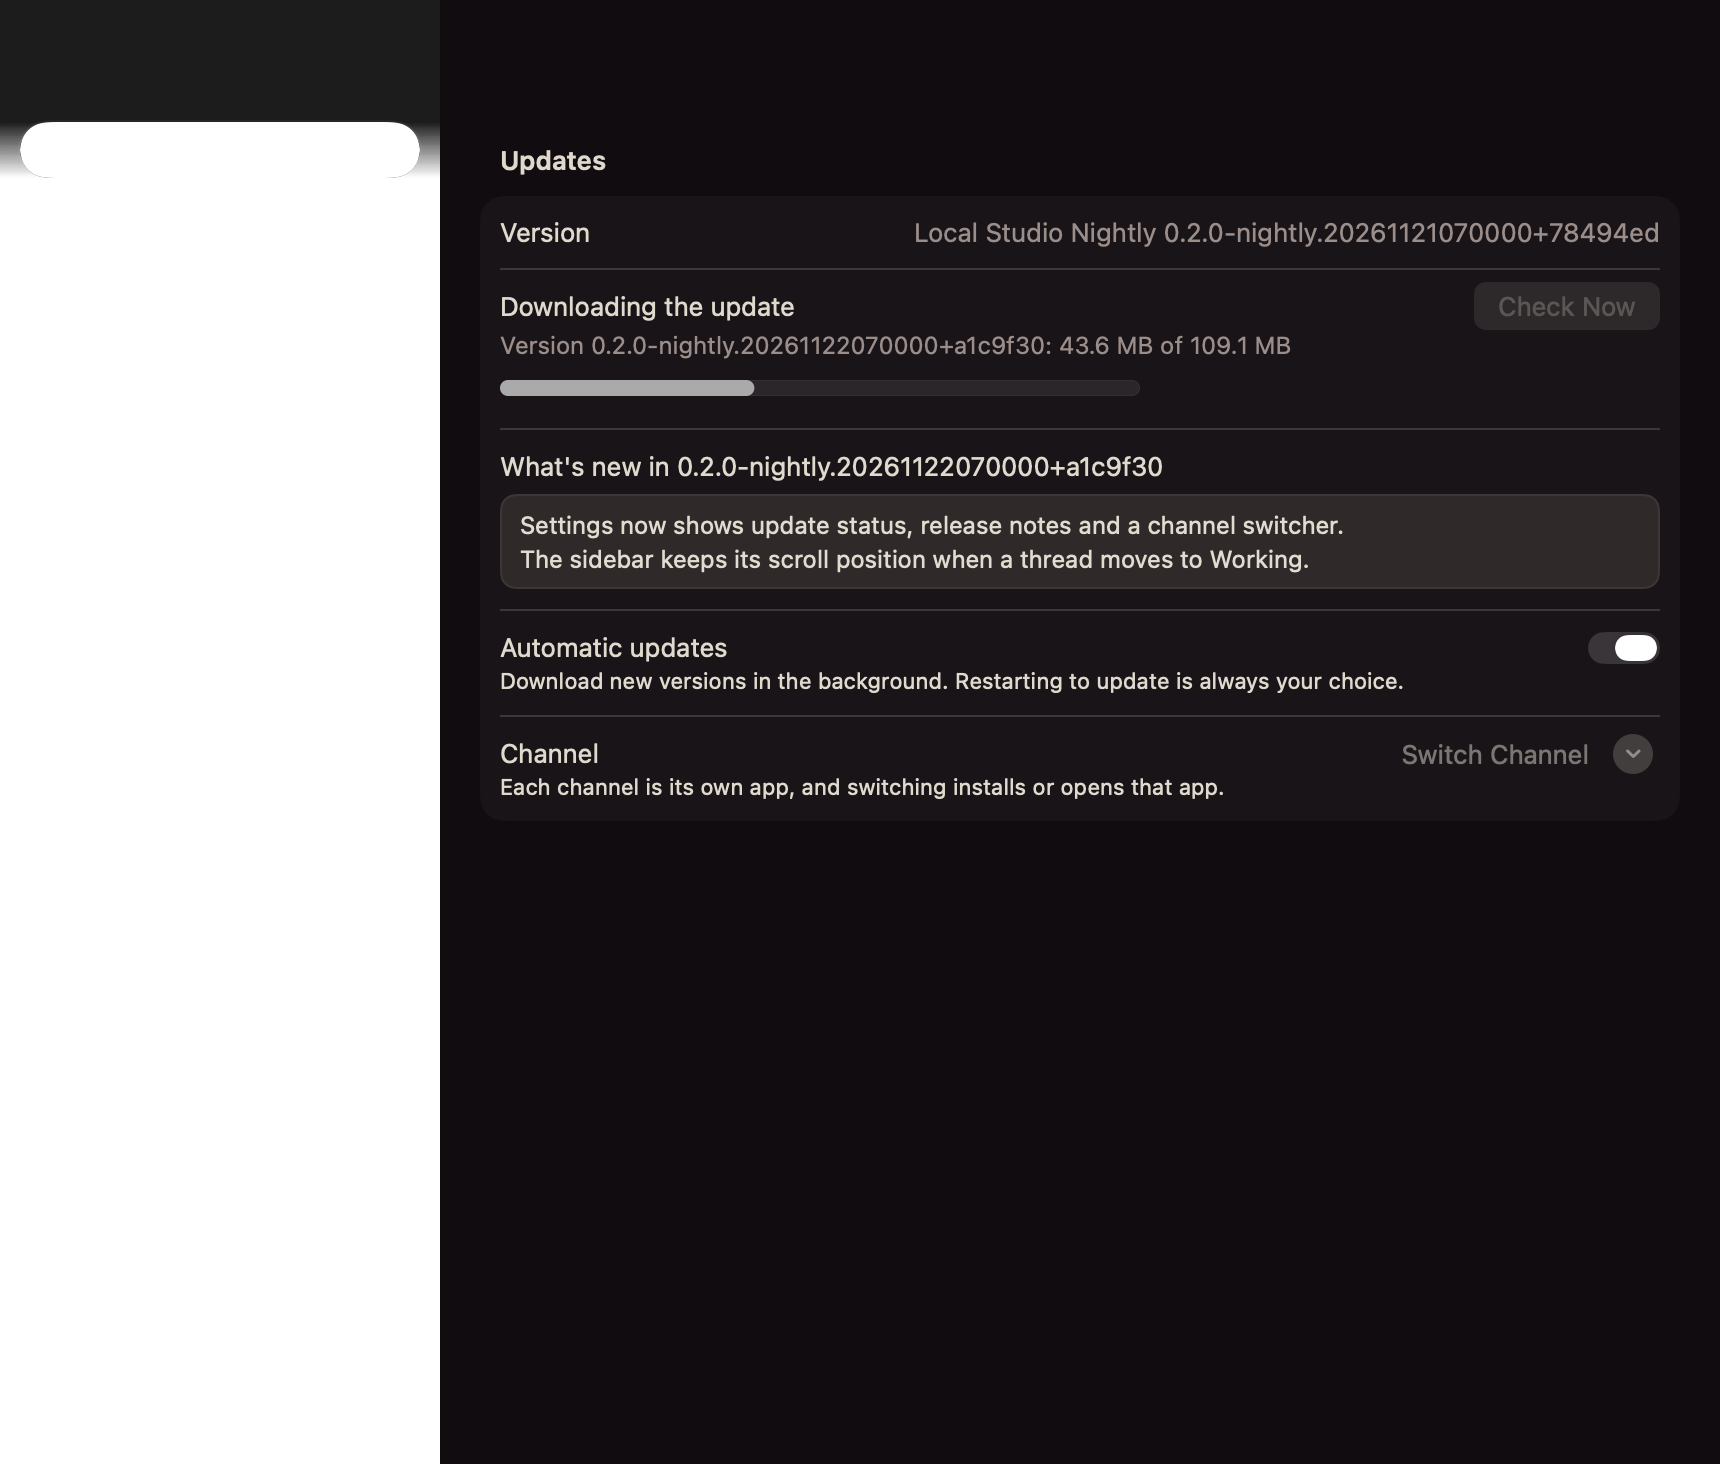 Updates
Version
Local Studio Nightly 0.2.0-nightly.20261121070000+78494ed
Downloading the update
Check Now
Version 0.2.0-nightly.20261122070000+a1c9f30: 43.6 MB of 109.1 MB
What's new in 0.2.0-nightly.20261122070000+a1c9f30
Settings now shows update status, release notes and a channel switcher.
The sidebar keeps its scroll position when a thread moves to Working.
Automatic updates
Download new versions in the background. Restarting to update is always your choice.
Channel
Switch Channel
Each channel is its own app, and switching installs or opens that app.